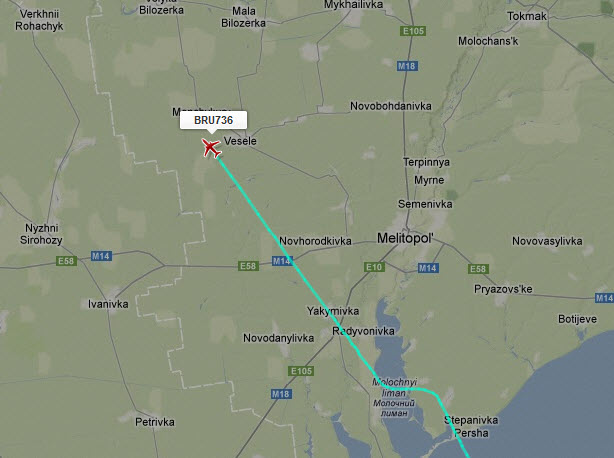 Verkhnii
Rohachyk
Velyka
Bilozerka
Mala
Bilozerka
Mykhailivka
Tokmak
E105
Molochans'k
M18
Novobohdanivka
BRU736
Vesele
Terpinnya
Myrne
Semenivka
Nyzhni
Sirohozy
Novhorodkivka
Melitopol'
Novovasylivka
E58
M14
E58
M14
E10
M14
E58
Pryazovs'ke
M14
Ivanivka
Yakymivka
Radyvonivka
Botijeve
Novodanylivka
E105
M18
Molochnyi
liman
Молочний
лиман
Petrivka
Stepanivka
Persha